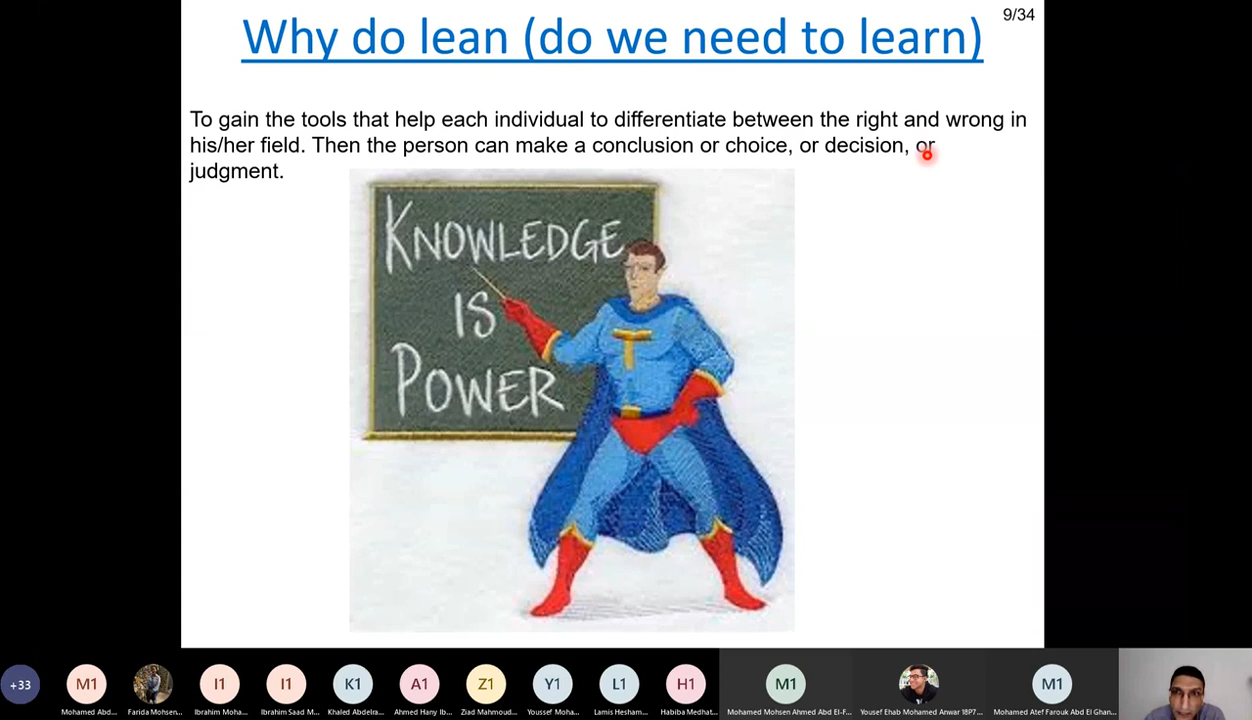 9/34
Why do lean (do we need to learn)
To gain the tools that help each individual to differentiate between the right and wrong in
his/her field. Then the person can make a conclusion or choice, or decision, or
judgment.
KNOWLEDGE
IS
POWER
T
+33
M1
I1
I1
K1
A1
Z1
Y1
L1
H1
M1
M1
Mohamed Abd...
Farida Mohsen...
Ibrahim Moha...
Ibrahim Saad M...
Khaled Abdelra...
Ahmed Hany Ib...
Ziad Mahmoud...
Youssef Moha...
Lamis Hesham...
Habiba Medhat...
Mohamed Mohsen Ahmed Abd El-F...
Yousef Ehab Mohamed Anwar 18P7...
Mohamed Atef Farouk Abd El Ghan...